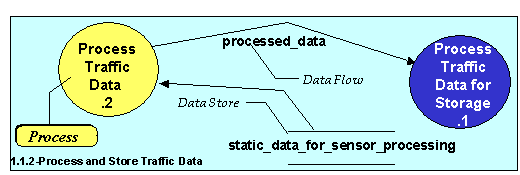 Process
Traffic
Data
.2
processed_data
Process
Traffic
Data for
Storage
.1
Data Flow
Data Store
Process
static_data_for_sensor_processing
1.1.2-Process and Store Traffic Data